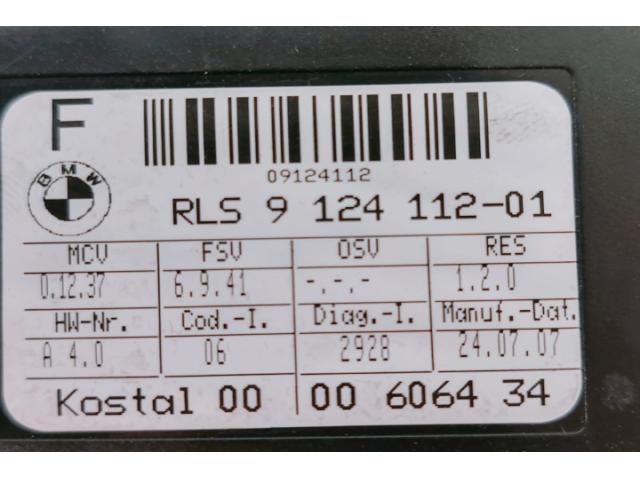 F
09124112
BMW
RLS 9 124 112-01
MCV FSV OSV RES
0.12.37 6.9.41 -.-.- 1.2.0
HW-Nr. Cod.-I. Diag.-I. Manuf.-Dat.
A 4.0 06 2928 24.07.07
Kostal 00 00 6064 34